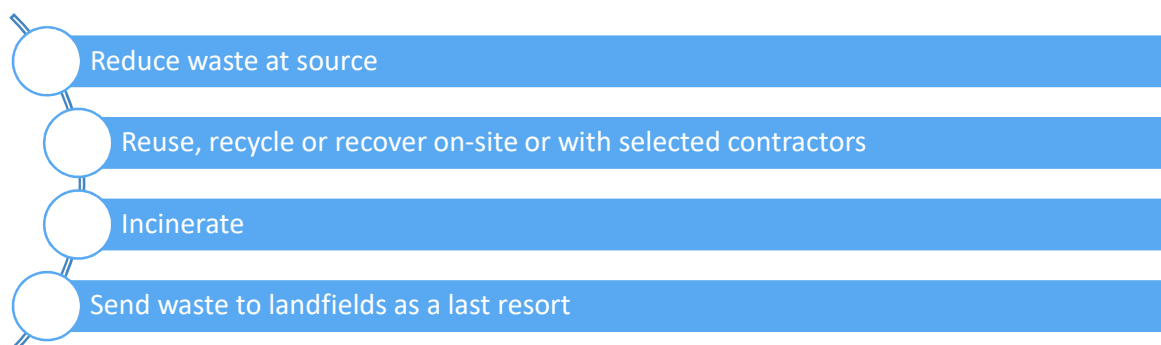 Reduce waste at source
Reuse, recycle or recover on-site or with selected contractors
Incinerate
Send waste to landfields as a last resort